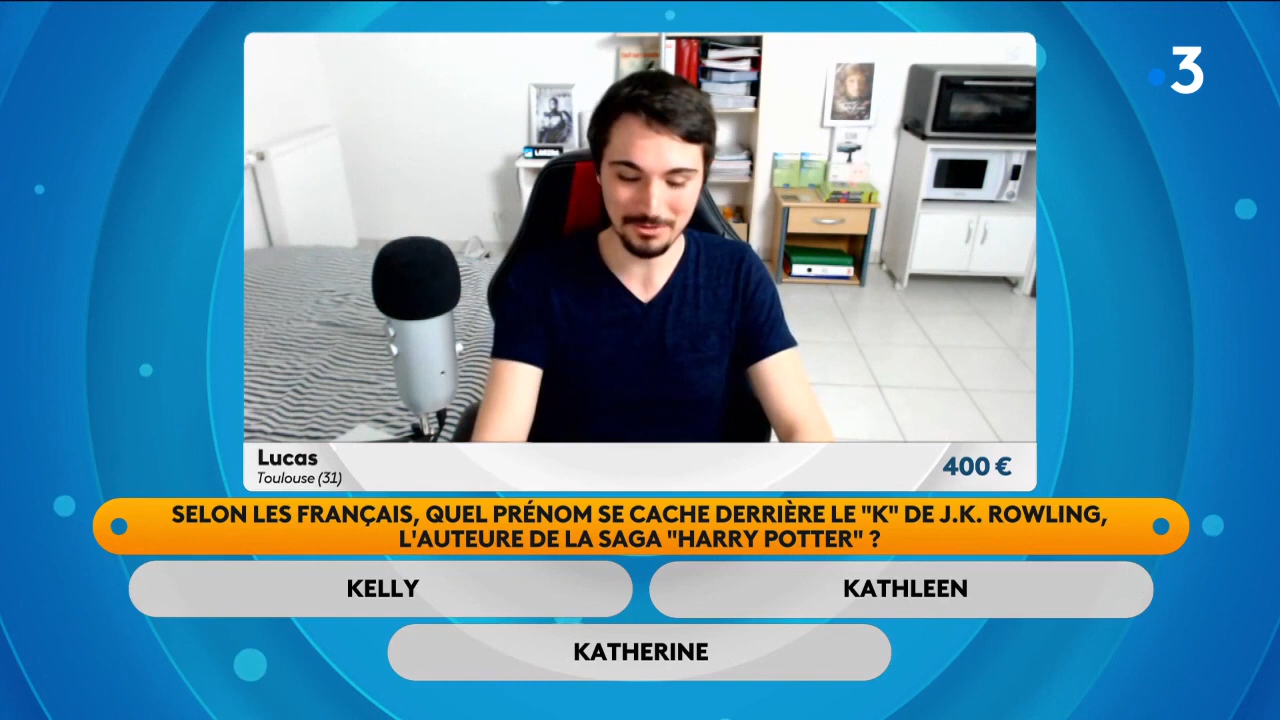 3
Lucas
Toulouse (31)
400 €
SELON LES FRANÇAIS, QUEL PRÉNOM SE CACHE DERRIÈRE LE "K" DE J.K. ROWLING,
L'AUTEURE DE LA SAGA "HARRY POTTER" ?
KELLY
KATHLEEN
KATHERINE